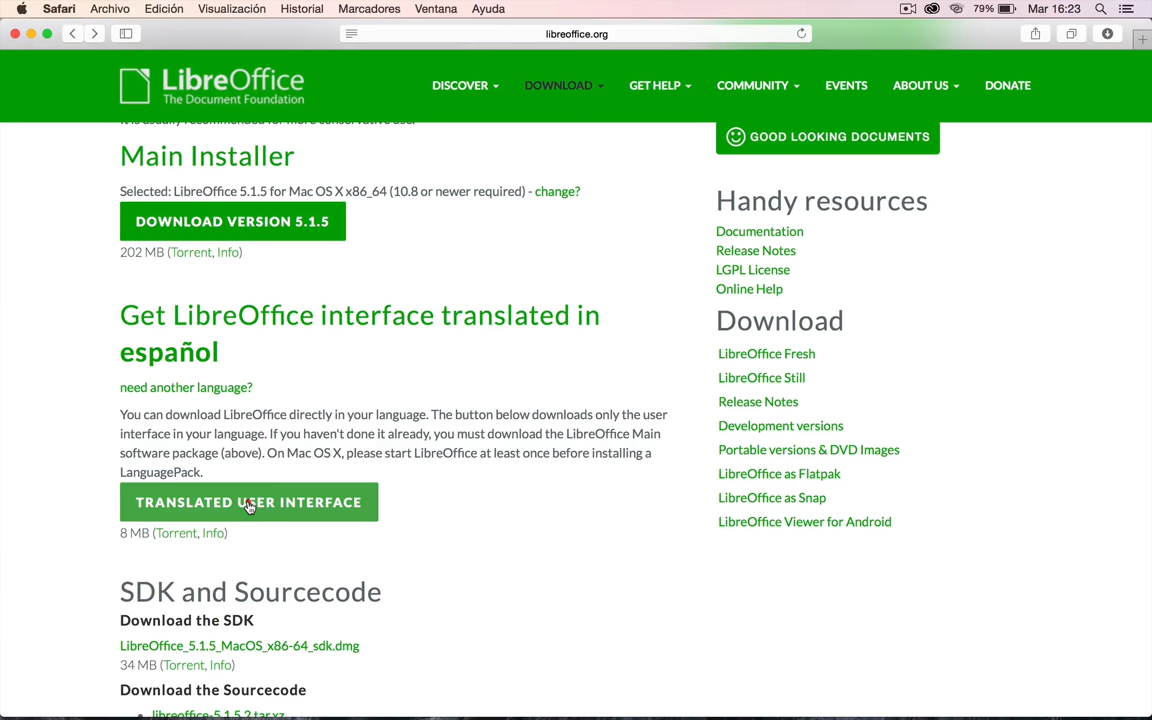 Safari Archivo Edición Visualización Historial Marcadores Ventana Ayuda 79% Mar 16:23
libreoffice.org
LibreOffice
The Document Foundation
DISCOVER DOWNLOAD GET HELP COMMUNITY EVENTS ABOUT US DONATE
GOOD LOOKING DOCUMENTS
Main Installer
Selected: LibreOffice 5.1.5 for Mac OS X x86_64 (10.8 or newer required) - change?
DOWNLOAD VERSION 5.1.5
202 MB (Torrent, Info)
Get LibreOffice interface translated in
español
need another language?
You can download LibreOffice directly in your language. The button below downloads only the user
interface in your language. If you haven't done it already, you must download the LibreOffice Main
software package (above). On Mac OS X, please start LibreOffice at least once before installing a
LanguagePack.
TRANSLATED USER INTERFACE
8 MB (Torrent, Info)
SDK and Sourcecode
Download the SDK
LibreOffice_5.1.5_MacOS_x86-64_sdk.dmg
34 MB (Torrent, Info)
Download the Sourcecode
libreoffice-5.1.5.2.tar.xz
Handy resources
Documentation
Release Notes
LGPL License
Online Help
Download
LibreOffice Fresh
LibreOffice Still
Release Notes
Development versions
Portable versions & DVD Images
LibreOffice as Flatpak
LibreOffice as Snap
LibreOffice Viewer for Android